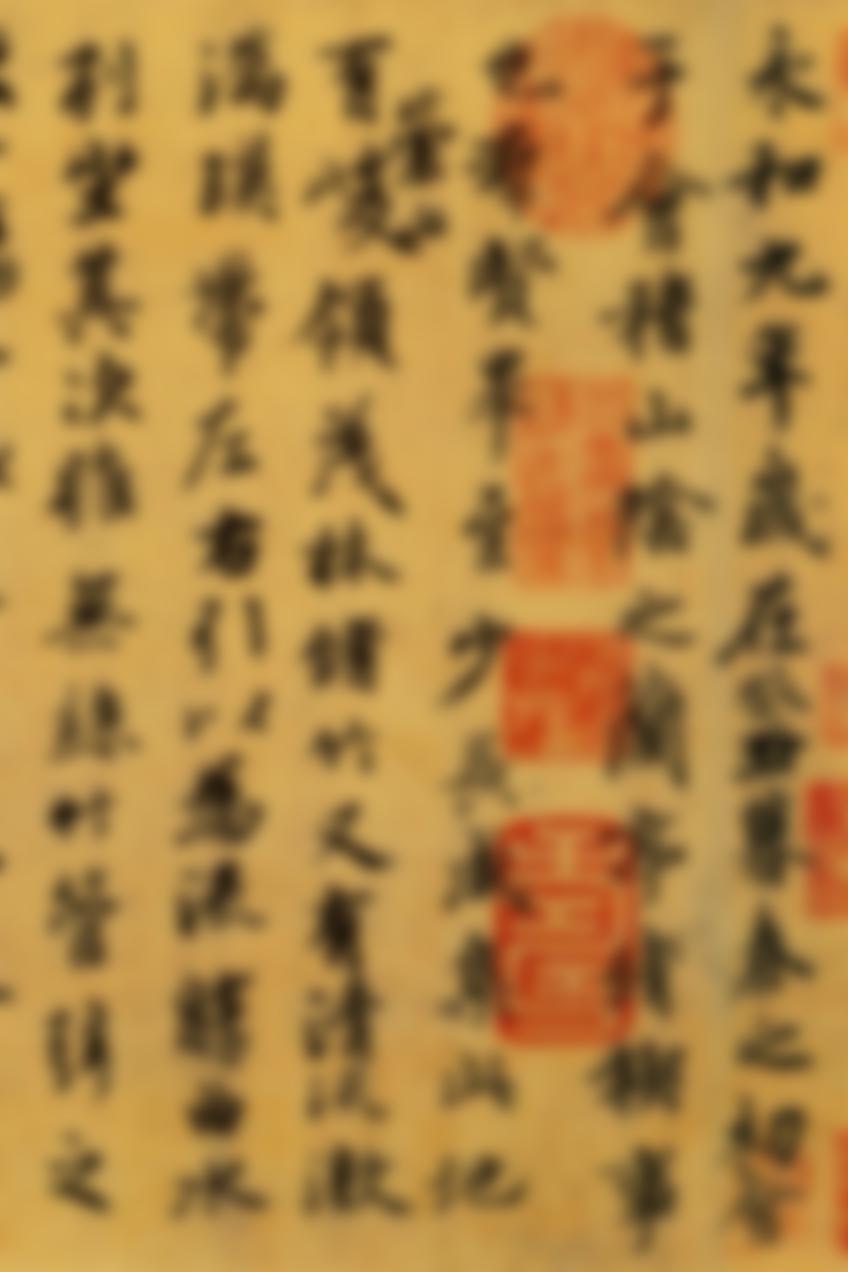 永和九年歲在癸丑暮春之初會
于會稽山陰之蘭亭脩禊事
也羣賢畢至少長咸集此地
有崇山峻領茂林脩竹又有清流激
湍暎帶左右引以為流觴曲水
列坐其次雖無絲竹管弦之